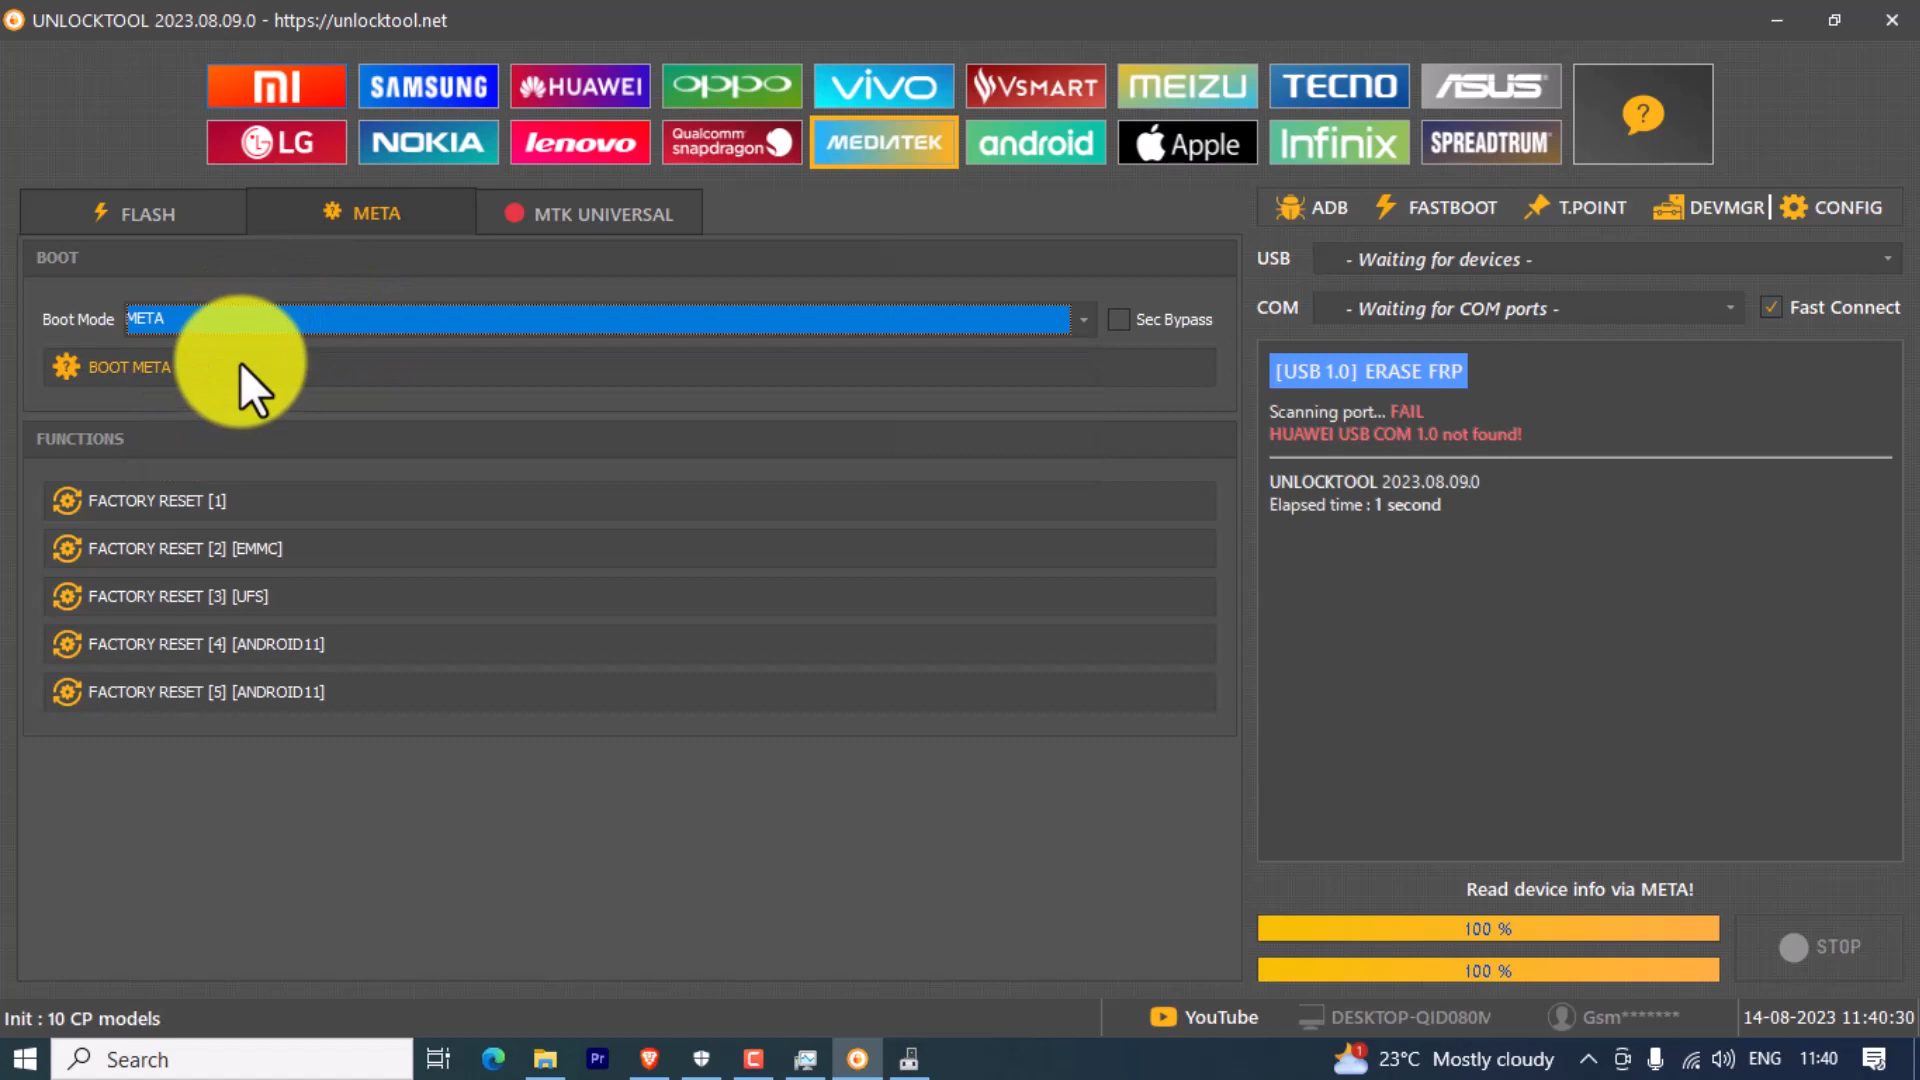 UNLOCKTOOL 2023.08.09.0 - https://unlocktool.net
MI SAMSUNG HUAWEI oppo vivo VSMART MEIZU TECNO ASUS
LG NOKIA lenovo Qualcomm snapdragon MEDIATEK android Apple Infinix SPREADTRUM
?
FLASH META MTK UNIVERSAL
ADB FASTBOOT T.POINT DEVMGR CONFIG
BOOT
USB - Waiting for devices -
Boot Mode META Sec Bypass
COM - Waiting for COM ports - Fast Connect
BOOT META
[USB 1.0] ERASE FRP
Scanning port... FAIL
HUAWEI USB COM 1.0 not found!
FUNCTIONS
UNLOCKTOOL 2023.08.09.0
Elapsed time : 1 second
FACTORY RESET [1]
FACTORY RESET [2] [EMMC]
FACTORY RESET [3] [UFS]
FACTORY RESET [4] [ANDROID11]
FACTORY RESET [5] [ANDROID11]
Read device info via META!
100 %
100 %
STOP
Init : 10 CP models
YouTube DESKTOP-QID080M Gsm******* 14-08-2023 11:40:30
Search
Pr
1
23°C Mostly cloudy ENG 11:40